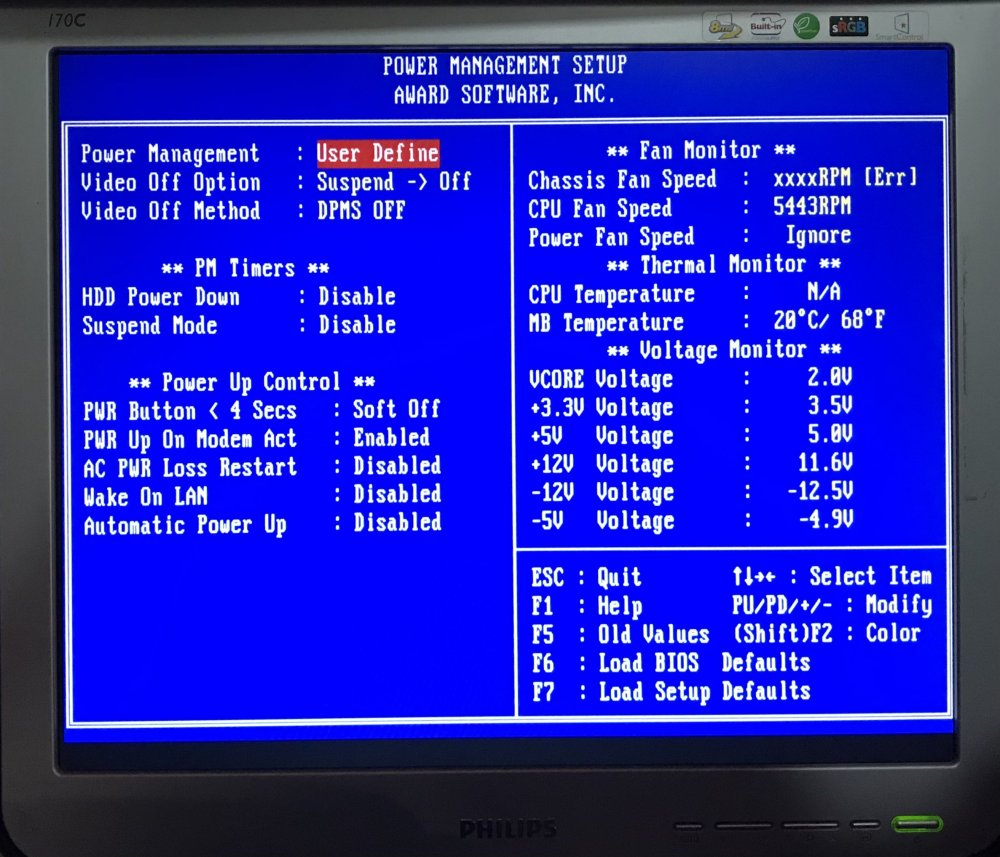 170C
8ms
Built-in
sRGB
SmartControl
POWER MANAGEMENT SETUP
AWARD SOFTWARE, INC.
Power Management : User Define
Video Off Option : Suspend -> Off
Video Off Method : DPMS OFF
** PM Timers **
HDD Power Down : Disable
Suspend Mode : Disable
** Power Up Control **
PWR Button < 4 Secs : Soft Off
PWR Up On Modem Act : Enabled
AC PWR Loss Restart : Disabled
Wake On LAN : Disabled
Automatic Power Up : Disabled
** Fan Monitor **
Chassis Fan Speed : xxxxRPM [Err]
CPU Fan Speed : 5443RPM
Power Fan Speed : Ignore
** Thermal Monitor **
CPU Temperature : N/A
MB Temperature : 20°C/ 68°F
** Voltage Monitor **
VCORE Voltage : 2.0V
+3.3V Voltage : 3.5V
+5V Voltage : 5.0V
+12V Voltage : 11.6V
-12V Voltage : -12.5V
-5V Voltage : -4.9V
ESC : Quit ↑↓→← : Select Item
F1 : Help PU/PD/+/- : Modify
F5 : Old Values (Shift)F2 : Color
F6 : Load BIOS Defaults
F7 : Load Setup Defaults
PHILIPS